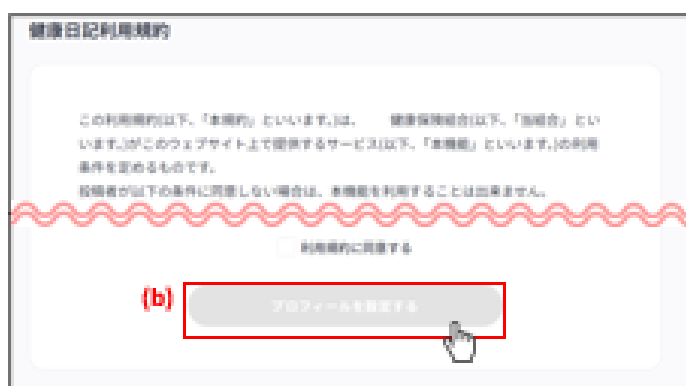 健康日記利用規約
この利用規約(以下、「本規約」といいます。)は、　　健康保険組合(以下、「当組合」とい
います。)がこのウェブサイト上で提供するサービス(以下、「本機能」といいます。)の利用
条件を定めるものです。
投稿者が以下の条件に同意しない場合は、本機能を利用することは出来ません。
利用規約に同意する
(b)
プロフィールを設定する